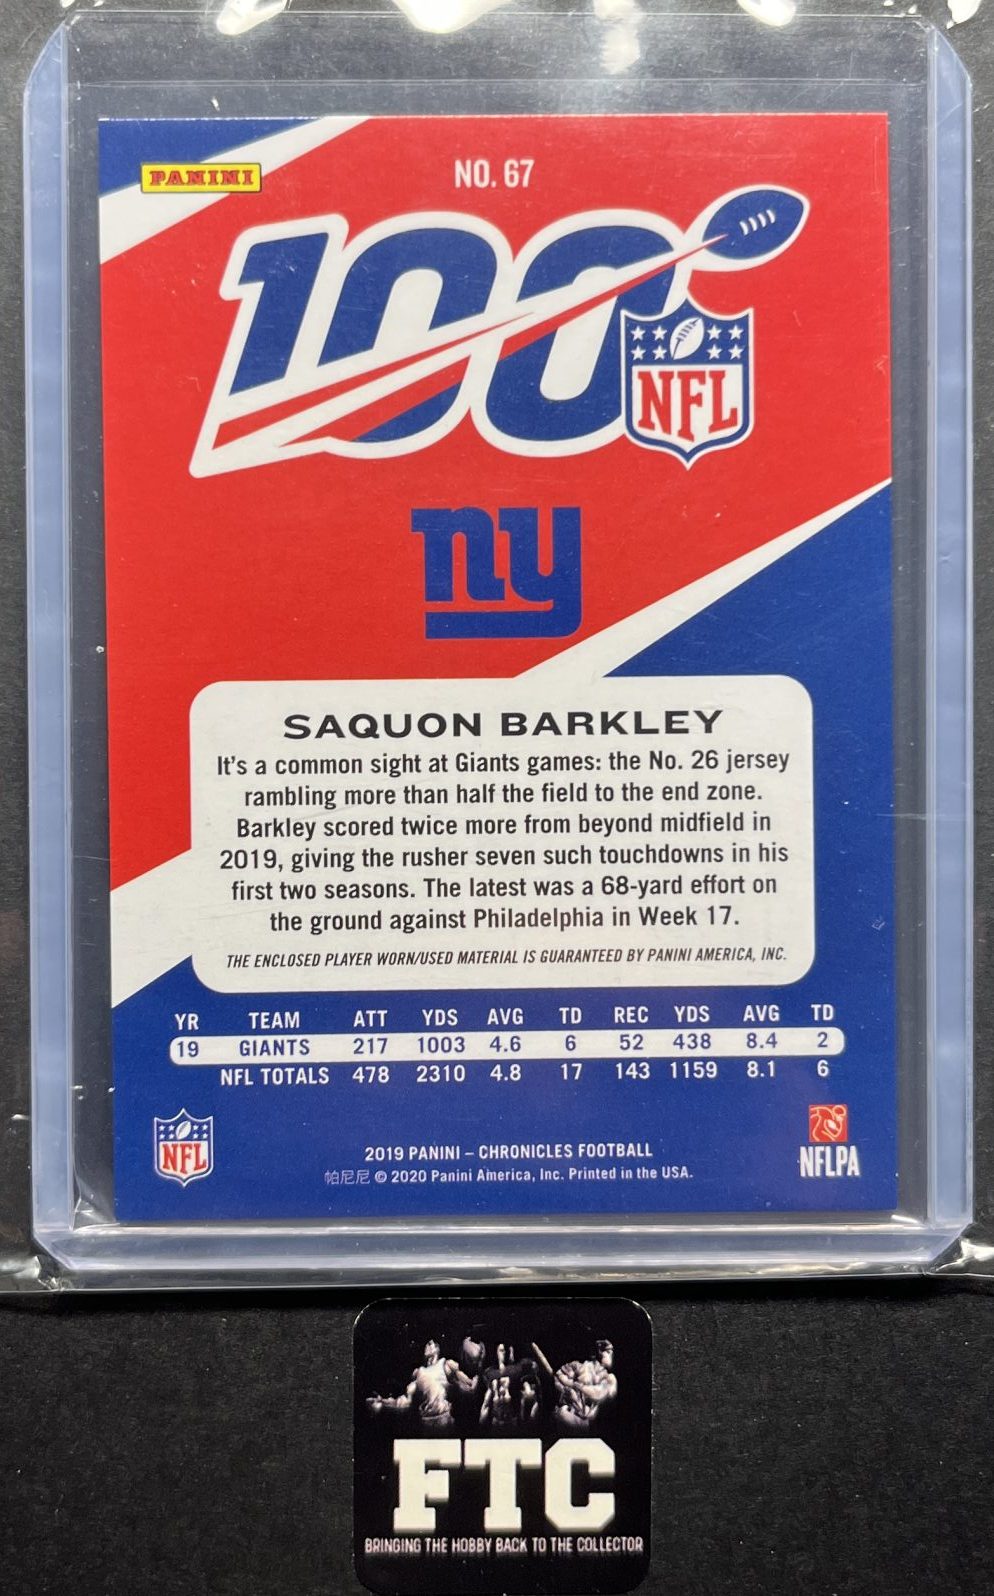 PANINI
NO. 67
100
NFL
ny
SAQUON BARKLEY
It's a common sight at Giants games: the No. 26 jersey
rambling more than half the field to the end zone.
Barkley scored twice more from beyond midfield in
2019, giving the rusher seven such touchdowns in his
first two seasons. The latest was a 68-yard effort on
the ground against Philadelphia in Week 17.
THE ENCLOSED PLAYER WORN/USED MATERIAL IS GUARANTEED BY PANINI AMERICA, INC.
YR TEAM ATT YDS AVG TD REC YDS AVG TD
19 GIANTS 217 1003 4.6 6 52 438 8.4 2
NFL TOTALS 478 2310 4.8 17 143 1159 8.1 6
NFL
2019 PANINI – CHRONICLES FOOTBALL
帕尼尼 © 2020 Panini America, Inc. Printed in the USA.
NFLPA
13
FTC
BRINGING THE HOBBY BACK TO THE COLLECTOR